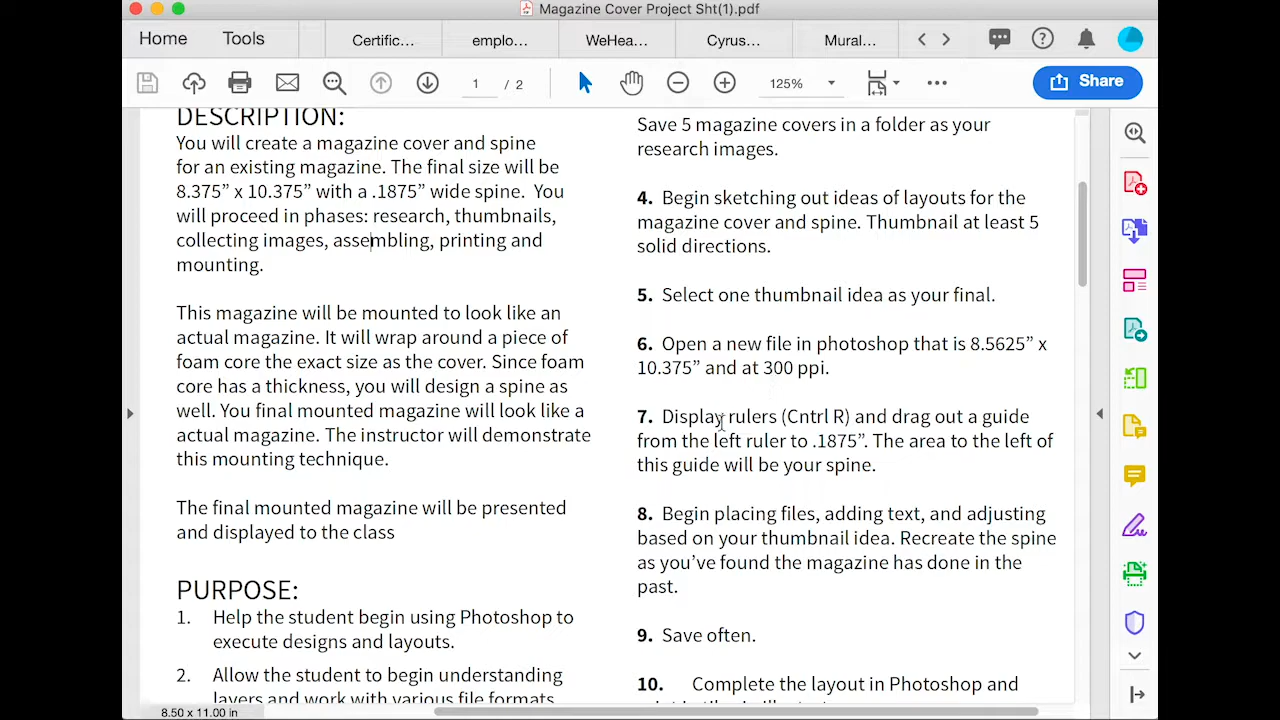 Magazine Cover Project Sht(1).pdf
Home Tools Certific... emplo... WeHea... Cyrus... Mural...
1 / 2 125% Share
DESCRIPTION:
You will create a magazine cover and spine
for an existing magazine. The final size will be
8.375” x 10.375” with a .1875” wide spine. You
will proceed in phases: research, thumbnails,
collecting images, assembling, printing and
mounting.
This magazine will be mounted to look like an
actual magazine. It will wrap around a piece of
foam core the exact size as the cover. Since foam
core has a thickness, you will design a spine as
well. You final mounted magazine will look like a
actual magazine. The instructor will demonstrate
this mounting technique.
The final mounted magazine will be presented
and displayed to the class
PURPOSE:
1. Help the student begin using Photoshop to
execute designs and layouts.
2. Allow the student to begin understanding
layers and work with various file formats
Save 5 magazine covers in a folder as your
research images.
4. Begin sketching out ideas of layouts for the
magazine cover and spine. Thumbnail at least 5
solid directions.
5. Select one thumbnail idea as your final.
6. Open a new file in photoshop that is 8.5625” x
10.375” and at 300 ppi.
7. Display rulers (Cntrl R) and drag out a guide
from the left ruler to .1875”. The area to the left of
this guide will be your spine.
8. Begin placing files, adding text, and adjusting
based on your thumbnail idea. Recreate the spine
as you’ve found the magazine has done in the
past.
9. Save often.
10. Complete the layout in Photoshop and
8.50 x 11.00 in